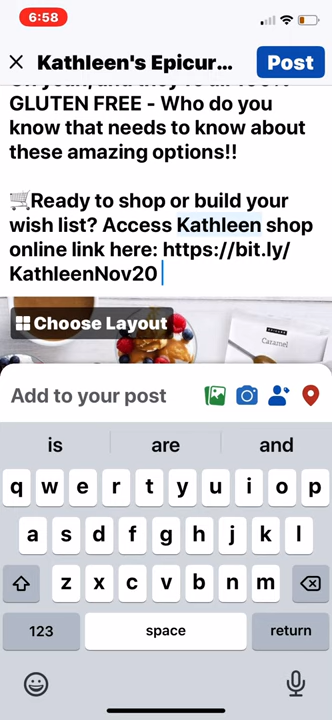 6:58
Kathleen's Epicur...
Post
GLUTEN FREE - Who do you
know that needs to know about
these amazing options!!
🛒Ready to shop or build your
wish list? Access Kathleen shop
online link here: https://bit.ly/
KathleenNov20
Choose Layout
Caramel
Add to your post
is are and
q w e r t y u i o p
a s d f g h j k l
z x c v b n m
123 space return